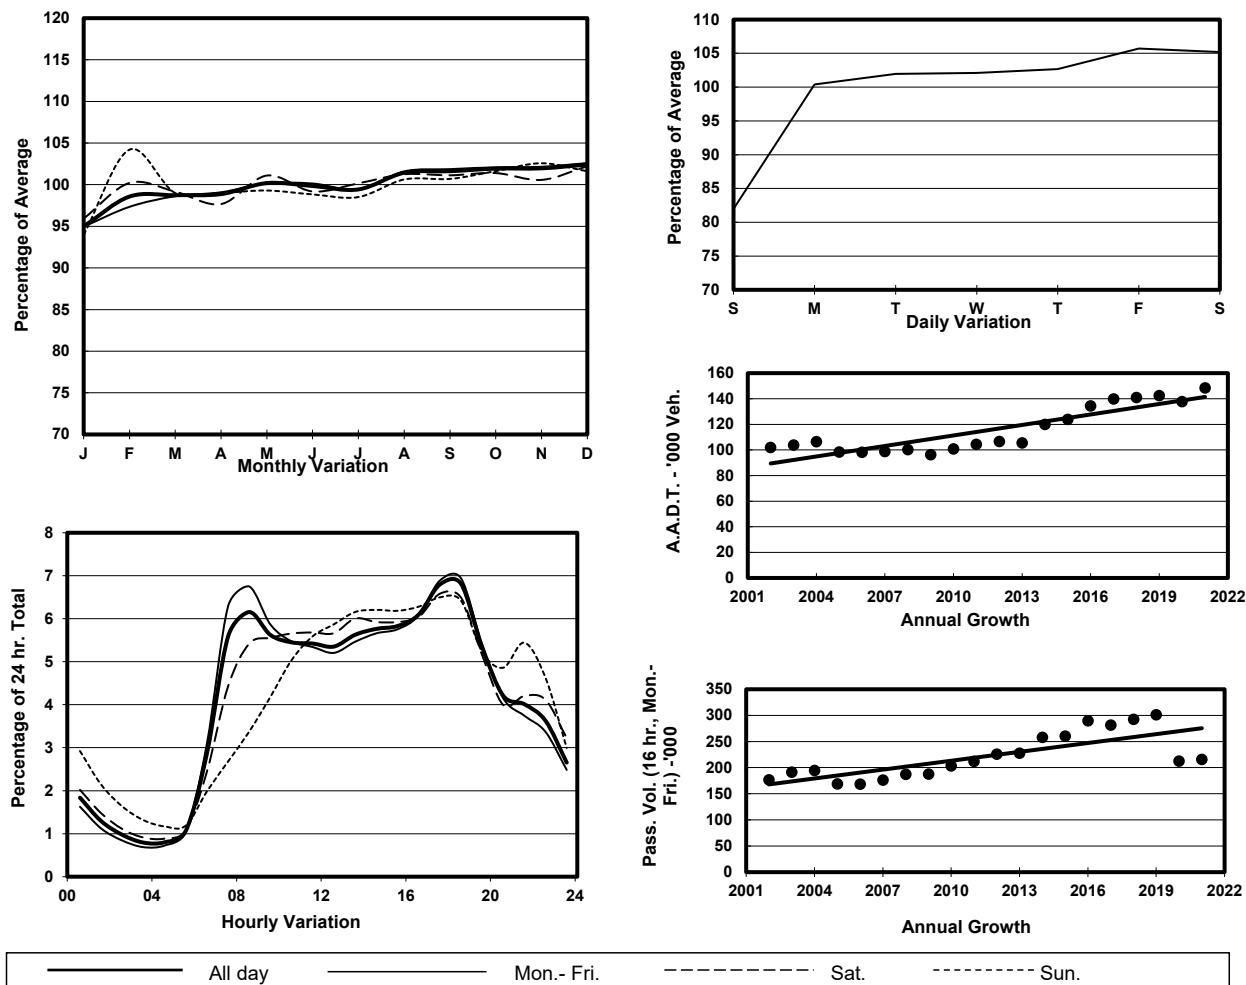 120
115
110
105
100
95
90
85
80
75
70
Percentage of Average
J F M A M J J A S O N D
Monthly Variation
110
105
100
95
90
85
80
75
70
Percentage of Average
S M T W T F S
Daily Variation
160
140
120
100
80
60
40
20
0
A.A.D.T. - '000 Veh.
2001 2004 2007 2010 2013 2016 2019 2022
Annual Growth
8
7
6
5
4
3
2
1
0
Percentage of 24 hr. Total
00 04 08 12 16 20 24
Hourly Variation
350
300
250
200
150
100
50
0
Pass. Vol. (16 hr., Mon.-
Fri.) -'000
2001 2004 2007 2010 2013 2016 2019 2022
Annual Growth
All day Mon.- Fri. Sat. Sun.